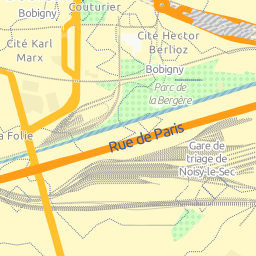 Couturier
Bobigny
Cité Karl
Marx
Cité Hector
Berlioz
Bobigny
Parc de
la Bergère
a Folie
Rue de Paris
Gare de
triage de
Noisy-le-Sec